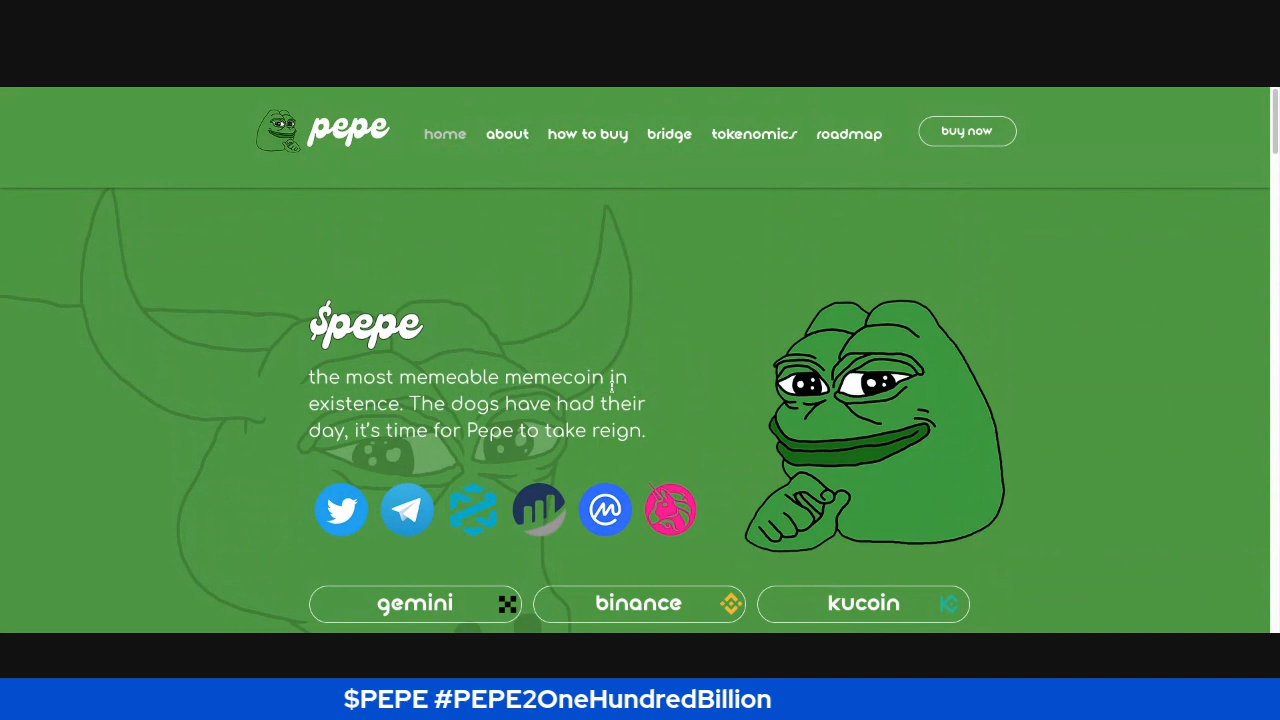 pepe
home about how to buy bridge tokenomics roadmap buy now
$pepe
the most memeable memecoin in
existence. The dogs have had their
day, it’s time for Pepe to take reign.
gemini binance kucoin
$PEPE #PEPE2OneHundredBillion